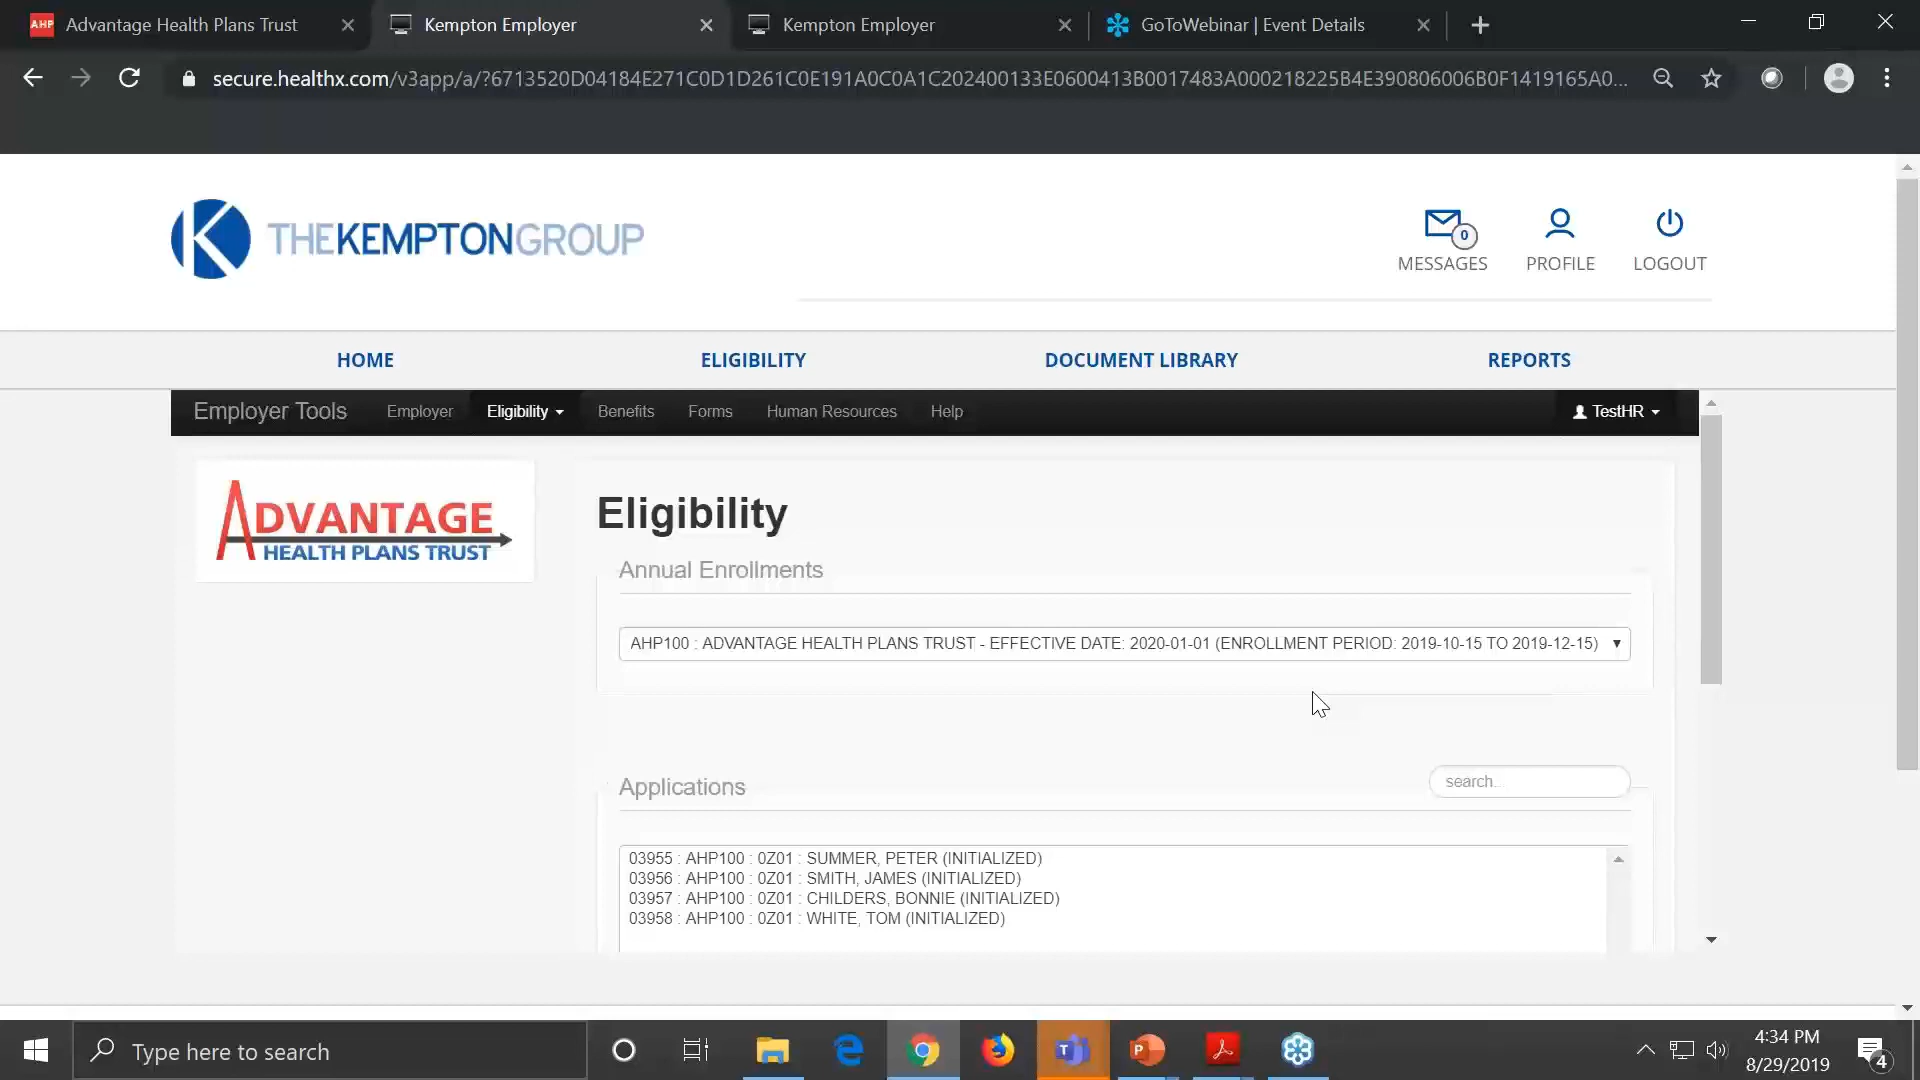 AHP Advantage Health Plans Trust
Kempton Employer
Kempton Employer
GoToWebinar | Event Details
secure.healthx.com/v3app/a/?6713520D04184E271C0D1D261C0E191A0C0A1C202400133E0600413B0017483A000218225B4E390806006B0F1419165A0...
THEKEMPTONGROUP
0
MESSAGES
PROFILE
LOGOUT
HOME
ELIGIBILITY
DOCUMENT LIBRARY
REPORTS
Employer Tools
Employer
Eligibility
Benefits
Forms
Human Resources
Help
TestHR
ADVANTAGE
HEALTH PLANS TRUST
Eligibility
Annual Enrollments
AHP100 : ADVANTAGE HEALTH PLANS TRUST - EFFECTIVE DATE: 2020-01-01 (ENROLLMENT PERIOD: 2019-10-15 TO 2019-12-15)
Applications
search...
03955 : AHP100 : 0Z01 : SUMMER, PETER (INITIALIZED)
03956 : AHP100 : 0Z01 : SMITH, JAMES (INITIALIZED)
03957 : AHP100 : 0Z01 : CHILDERS, BONNIE (INITIALIZED)
03958 : AHP100 : 0Z01 : WHITE, TOM (INITIALIZED)
Type here to search
4:34 PM
8/29/2019
4